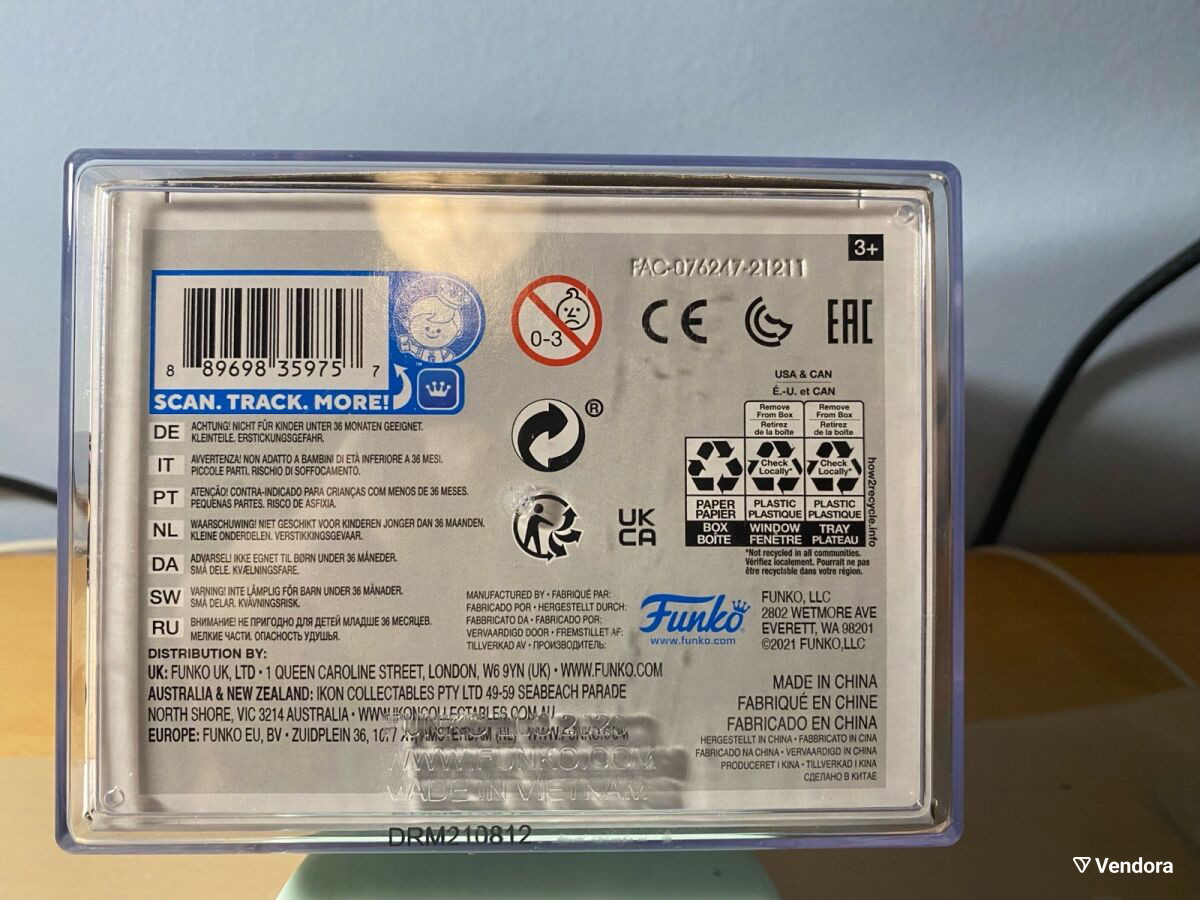 3+
FAC-076247-21211
8 89698 35975 7
SCAN. TRACK. MORE!
™
0-3
CE
EAC
USA & CAN
É.-U. et CAN
Remove From Box
Retirez de la boîte
Remove From Box
Retirez de la boîte
Check Locally*
Check Locally*
PAPER
PAPIER
PLASTIC
PLASTIQUE
PLASTIC
PLASTIQUE
BOX
BOÎTE
WINDOW
FENÊTRE
TRAY
PLATEAU
how2recycle.info
*Not recycled in all communities.
Vérifiez localement. Pourrait ne pas
être recyclable dans votre région.
®
UK
CA
DE ACHTUNG! NICHT FÜR KINDER UNTER 36 MONATEN GEEIGNET.
KLEINTEILE. ERSTICKUNGSGEFAHR.
IT AVVERTENZA! NON ADATTO A BAMBINI DI ETÀ INFERIORE A 36 MESI.
PICCOLE PARTI. RISCHIO DI SOFFOCAMENTO.
PT ATENÇÃO! CONTRA-INDICADO PARA CRIANÇAS COM MENOS DE 36 MESES.
PEQUENAS PARTES. RISCO DE ASFIXIA.
NL WAARSCHUWING! NIET GESCHIKT VOOR KINDEREN JONGER DAN 36 MAANDEN.
KLEINE ONDERDELEN. VERSTIKKINGSGEVAAR.
DA ADVARSEL! IKKE EGNET TIL BØRN UNDER 36 MÅNEDER.
SMÅ DELE. KVÆLNINGSFARE.
SW VARNING! INTE LÄMPLIG FÖR BARN UNDER 36 MÅNADER.
SMÅ DELAR. KVÄVNINGSRISK.
RU ВНИМАНИЕ! НЕ ПРИГОДНО ДЛЯ ДЕТЕЙ МЛАДШЕ 36 МЕСЯЦЕВ.
МЕЛКИЕ ЧАСТИ. ОПАСНОСТЬ УДУШЬЯ.
MANUFACTURED BY • FABRIQUÉ PAR:
FABRICADO POR • HERGESTELLT DURCH:
FABBRICATO DA • FABRICADO POR:
VERVAARDIGD DOOR • FREMSTILLET AF:
TILLVERKAD AV • ПРОИЗВОДИТЕЛЬ:
Funko
www.funko.com
FUNKO, LLC
2802 WETMORE AVE
EVERETT, WA 98201
©2021 FUNKO,LLC
DISTRIBUTION BY:
UK: FUNKO UK, LTD • 1 QUEEN CAROLINE STREET, LONDON, W6 9YN (UK) • WWW.FUNKO.COM
AUSTRALIA & NEW ZEALAND: IKON COLLECTABLES PTY LTD 49-59 SEABEACH PARADE
NORTH SHORE, VIC 3214 AUSTRALIA • WWW.IKONCOLLECTABLES.COM.AU
EUROPE: FUNKO EU, BV • ZUIDPLEIN 36, AMSTERDAM (NL) • WWW.FUNKO.COM
WWW.FUNKO.COM
MADE IN VIETNAM
DRM210812
MADE IN CHINA
FABRIQUÉ EN CHINE
FABRICADO EN CHINA
HERGESTELLT IN CHINA • FABBRICATO IN CINA
FABRICADO NA CHINA • VERVAARDIGD IN CHINA
PRODUCERET I KINA • TILLVERKAD I KINA
СДЕЛАНО В КИТАЕ
Vendora